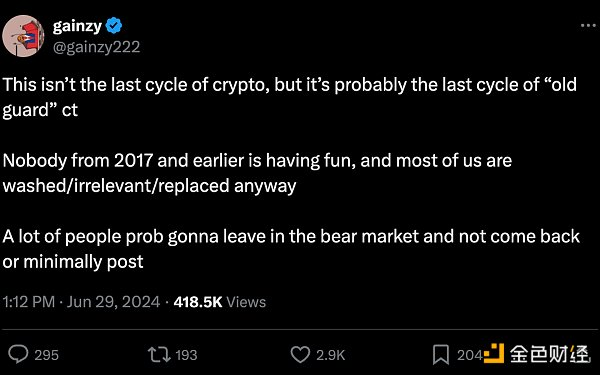 gainzy
@gainzy222
This isn’t the last cycle of crypto, but it’s probably the last cycle of “old
guard” ct
Nobody from 2017 and earlier is having fun, and most of us are
washed/irrelevant/replaced anyway
A lot of people prob gonna leave in the bear market and not come back
or minimally post
1:12 PM · Jun 29, 2024 · 418.5K Views
295 193 2.9K 204 金色财经